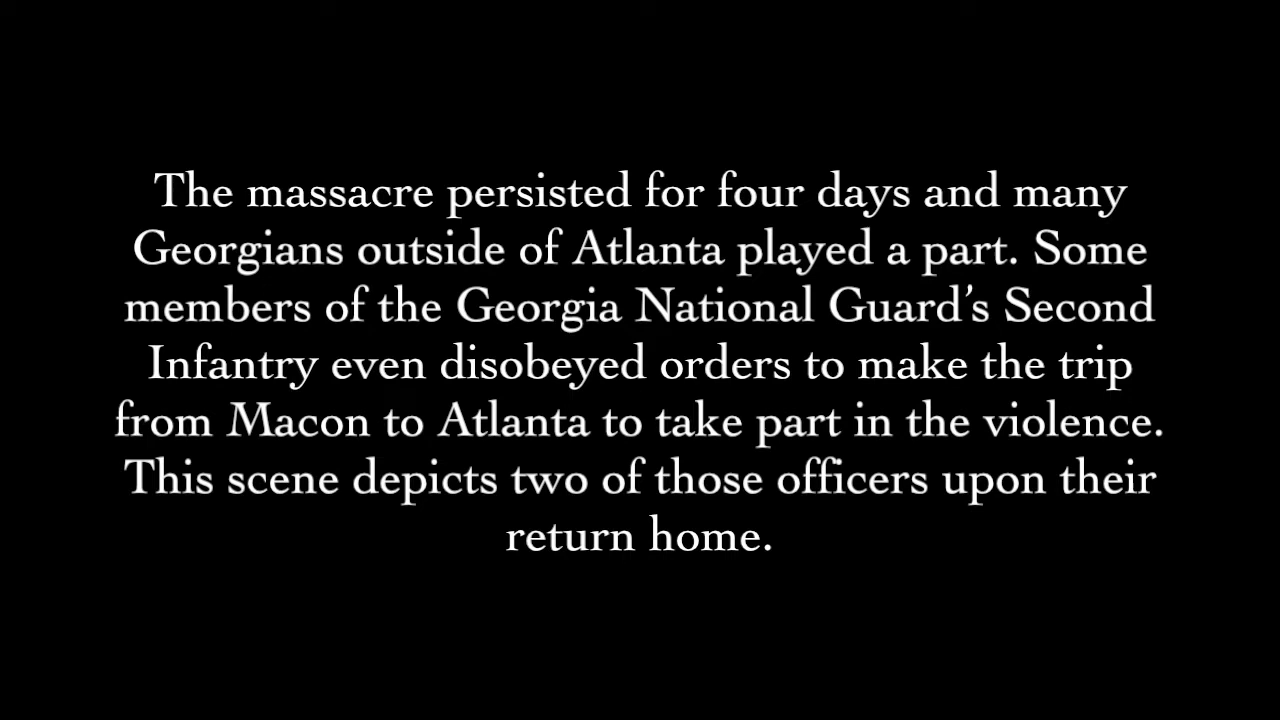 The massacre persisted for four days and many
Georgians outside of Atlanta played a part. Some
members of the Georgia National Guard’s Second
Infantry even disobeyed orders to make the trip
from Macon to Atlanta to take part in the violence.
This scene depicts two of those officers upon their
return home.